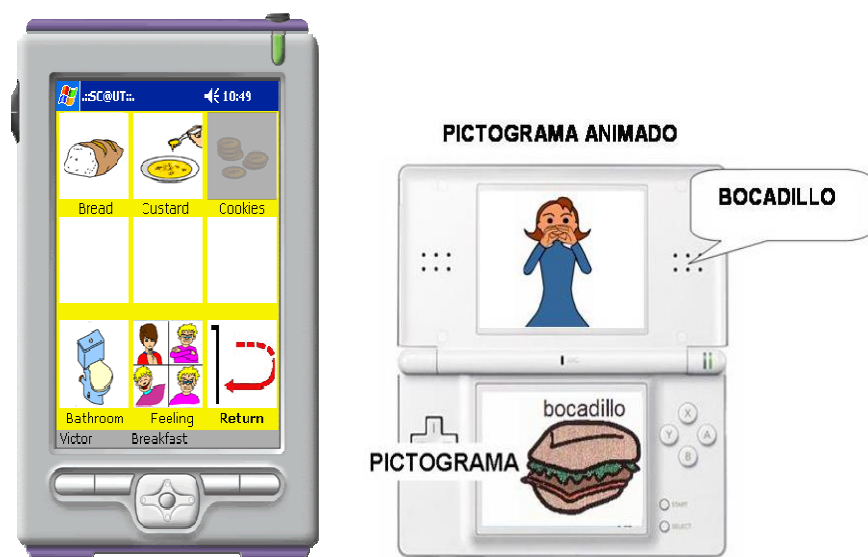 .::SC@UT::. 10:49
Bread Custard Cookies
Bathroom Feeling Return
Victor Breakfast
PICTOGRAMA ANIMADO
BOCADILLO
MIC
bocadillo
PICTOGRAMA
X
Y A
B
START
SELECT